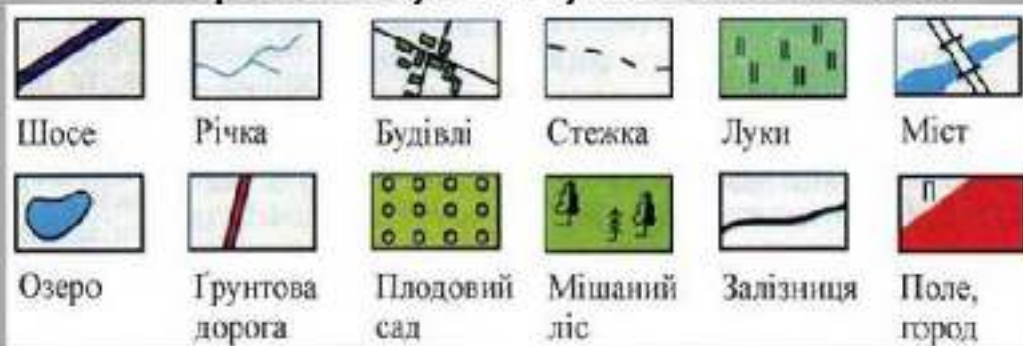 Шосе Річка Будівлі Стежка Луки Міст
Озеро Ґрунтова дорога Плодовий сад Мішаний ліс Залізниця Поле, город
П